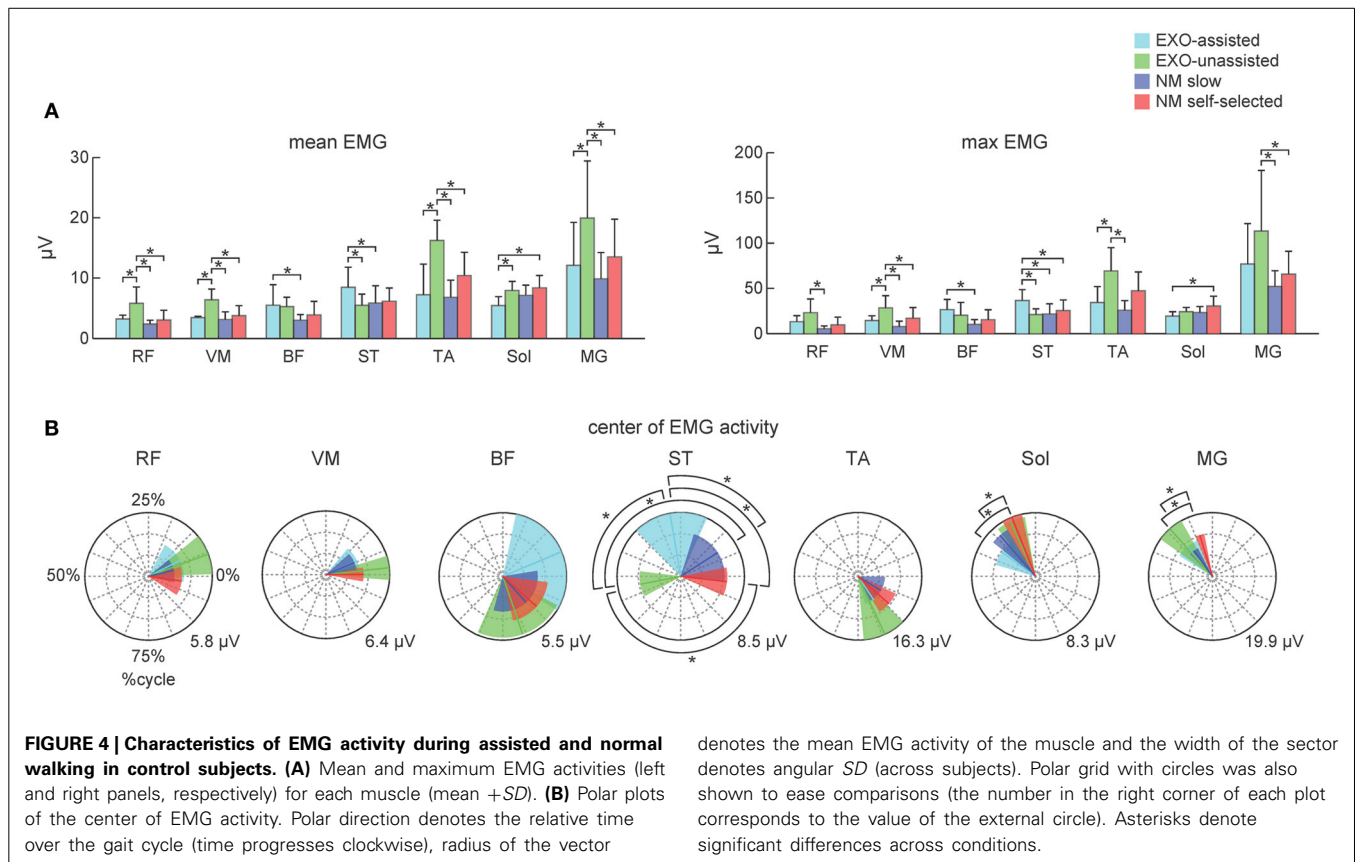 EXO-assisted
EXO-unassisted
NM slow
NM self-selected
A
mean EMG
µV
30
20
10
0
* * * * * * * * * * * * * * * * *
RF VM BF ST TA Sol MG
max EMG
µV
200
150
100
50
0
* * * * * * * * * * * * * *
RF VM BF ST TA Sol MG
B
center of EMG activity
RF VM BF ST TA Sol MG
25%
50%
0%
75%
%cycle
* * * * * * * * *
5.8 µV 6.4 µV 5.5 µV 8.5 µV 16.3 µV 8.3 µV 19.9 µV
FIGURE 4 | Characteristics of EMG activity during assisted and normal
walking in control subjects. (A) Mean and maximum EMG activities (left
and right panels, respectively) for each muscle (mean +SD). (B) Polar plots
of the center of EMG activity. Polar direction denotes the relative time
over the gait cycle (time progresses clockwise), radius of the vector
denotes the mean EMG activity of the muscle and the width of the sector
denotes angular SD (across subjects). Polar grid with circles was also
shown to ease comparisons (the number in the right corner of each plot
corresponds to the value of the external circle). Asterisks denote
significant differences across conditions.